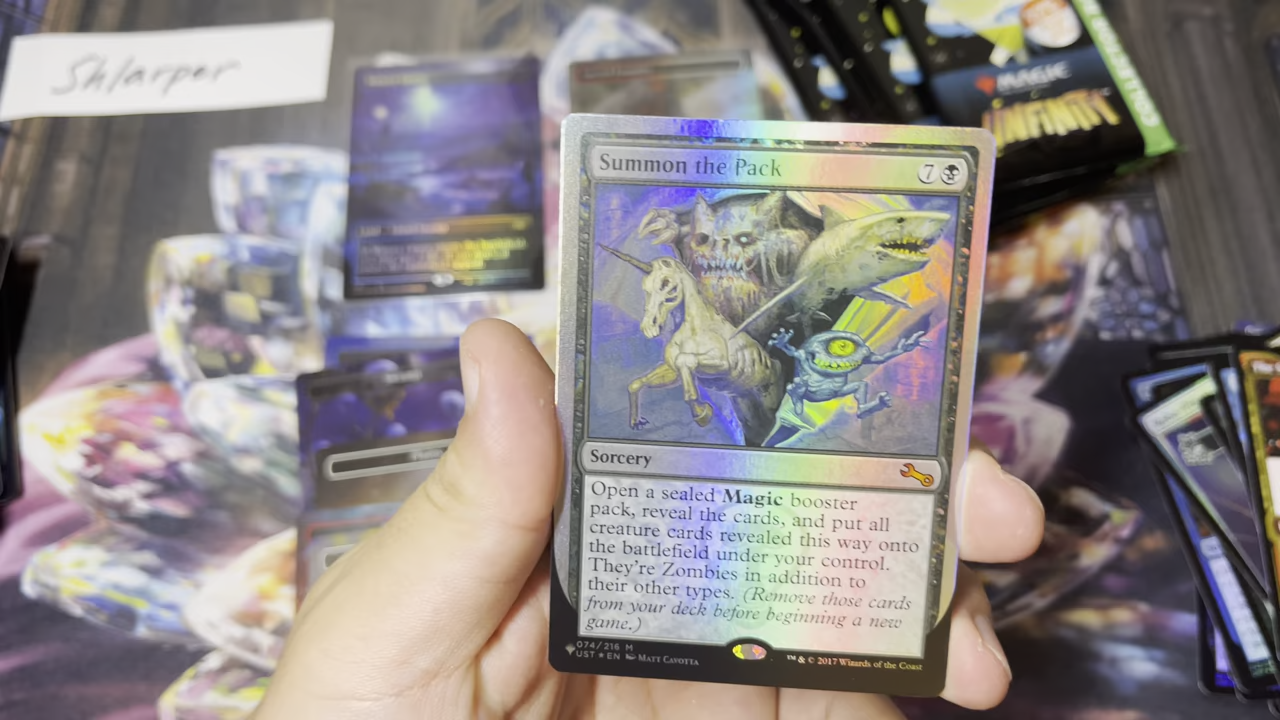 Shlarper
MAGIC
UNFINITY
Summon the Pack
7
Sorcery
Open a sealed Magic booster
pack, reveal the cards, and put all
creature cards revealed this way onto
the battlefield under your control.
They're Zombies in addition to
their other types. (Remove those cards
from your deck before beginning a new
game.)
074/216 M
UST ★ EN MATT CAVOTTA
™ & © 2017 Wizards of the Coast